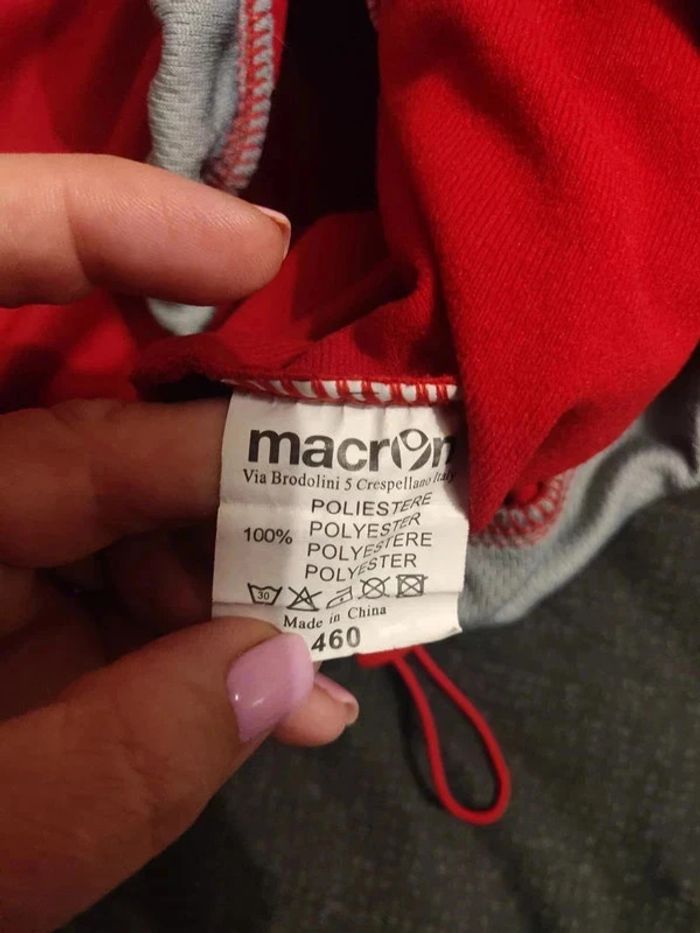 macron
Via Brodolini 5 Crespellano Italy
POLIESTERE
100% POLYESTER
POLYESTERE
POLYESTER
30
Made in China
460